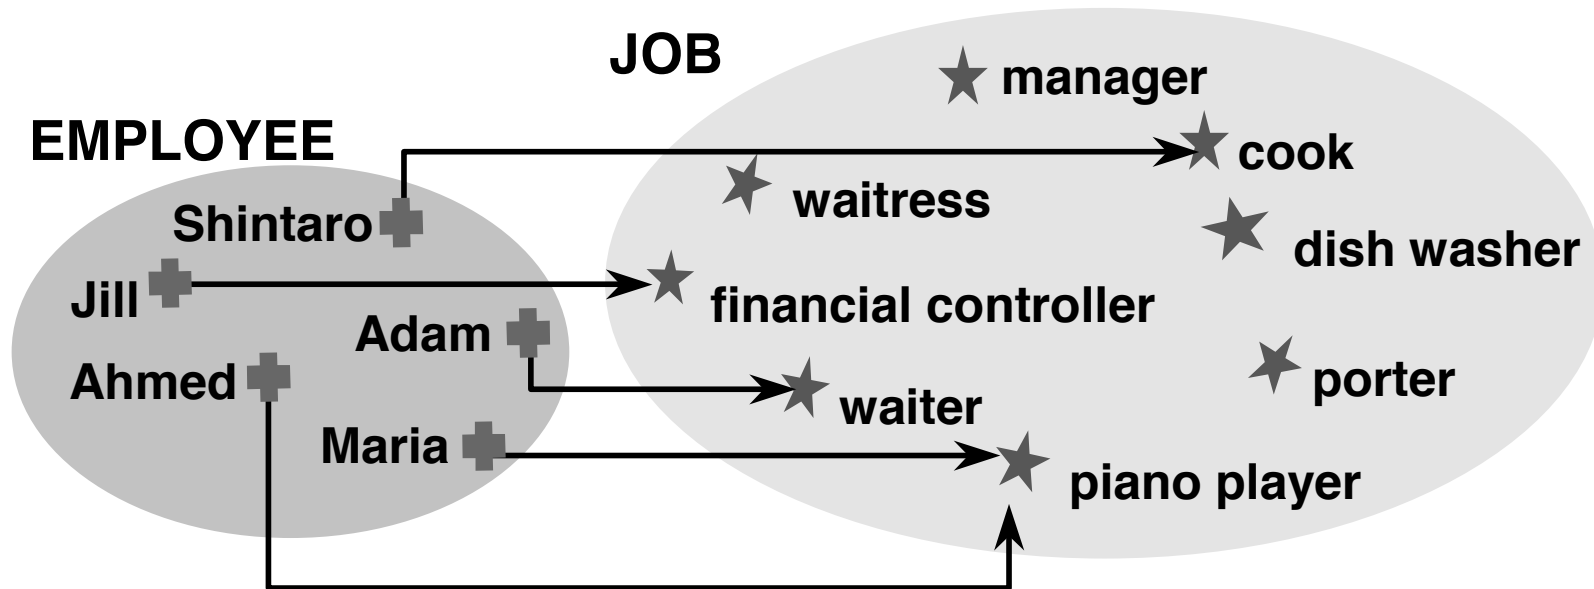 JOB
manager
EMPLOYEE
cook
waitress
Shintaro
dish washer
Jill
financial controller
Adam
Ahmed
porter
waiter
Maria
piano player